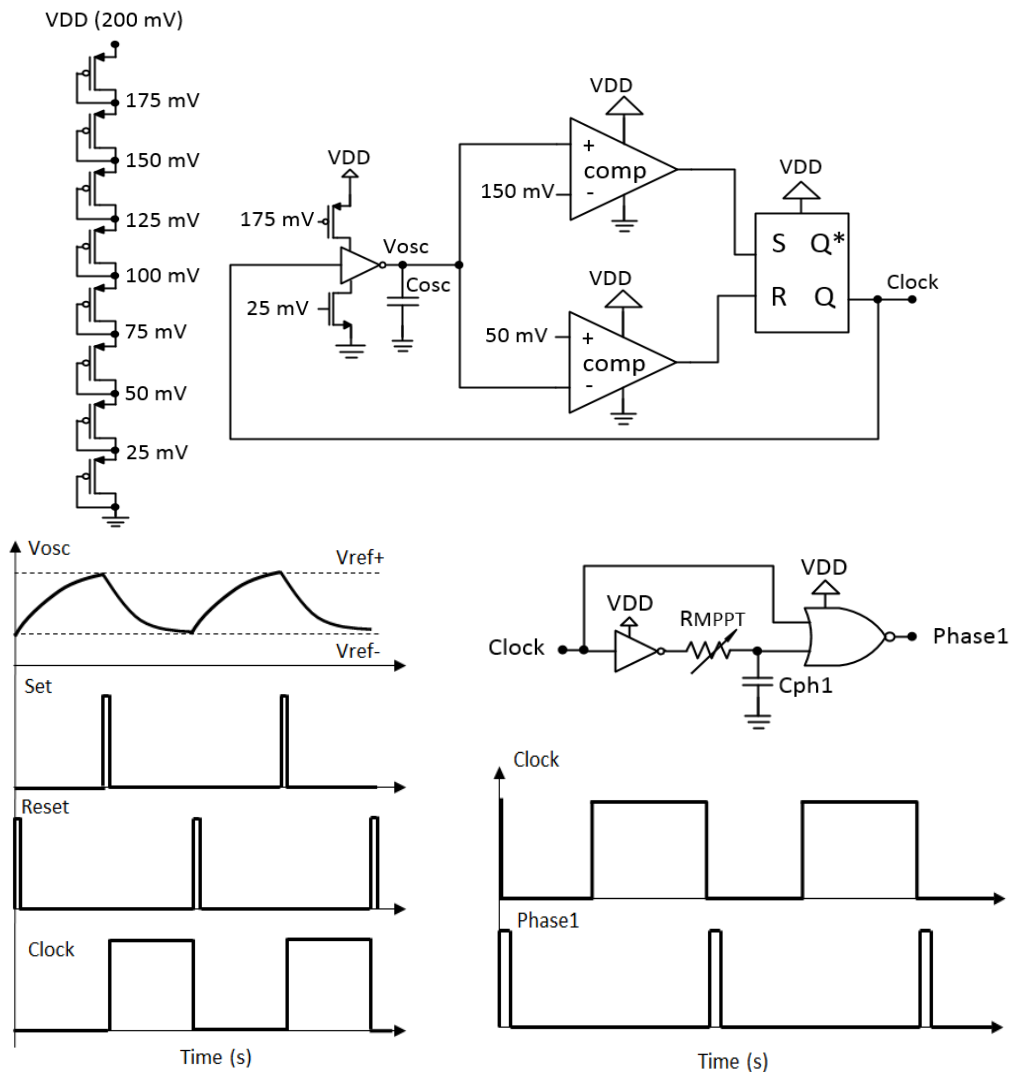 VDD (200 mV)
175 mV
150 mV
125 mV
100 mV
75 mV
50 mV
25 mV
VDD
175 mV
25 mV
Vosc
Cosc
VDD
+
comp
150 mV
-
VDD
50 mV
+
comp
-
VDD
S Q*
R Q
Clock
Vosc
Vref+
Vref-
Set
Reset
Clock
Time (s)
Clock
VDD
RMPPT
Cph1
VDD
Phase1
Clock
Phase1
Time (s)